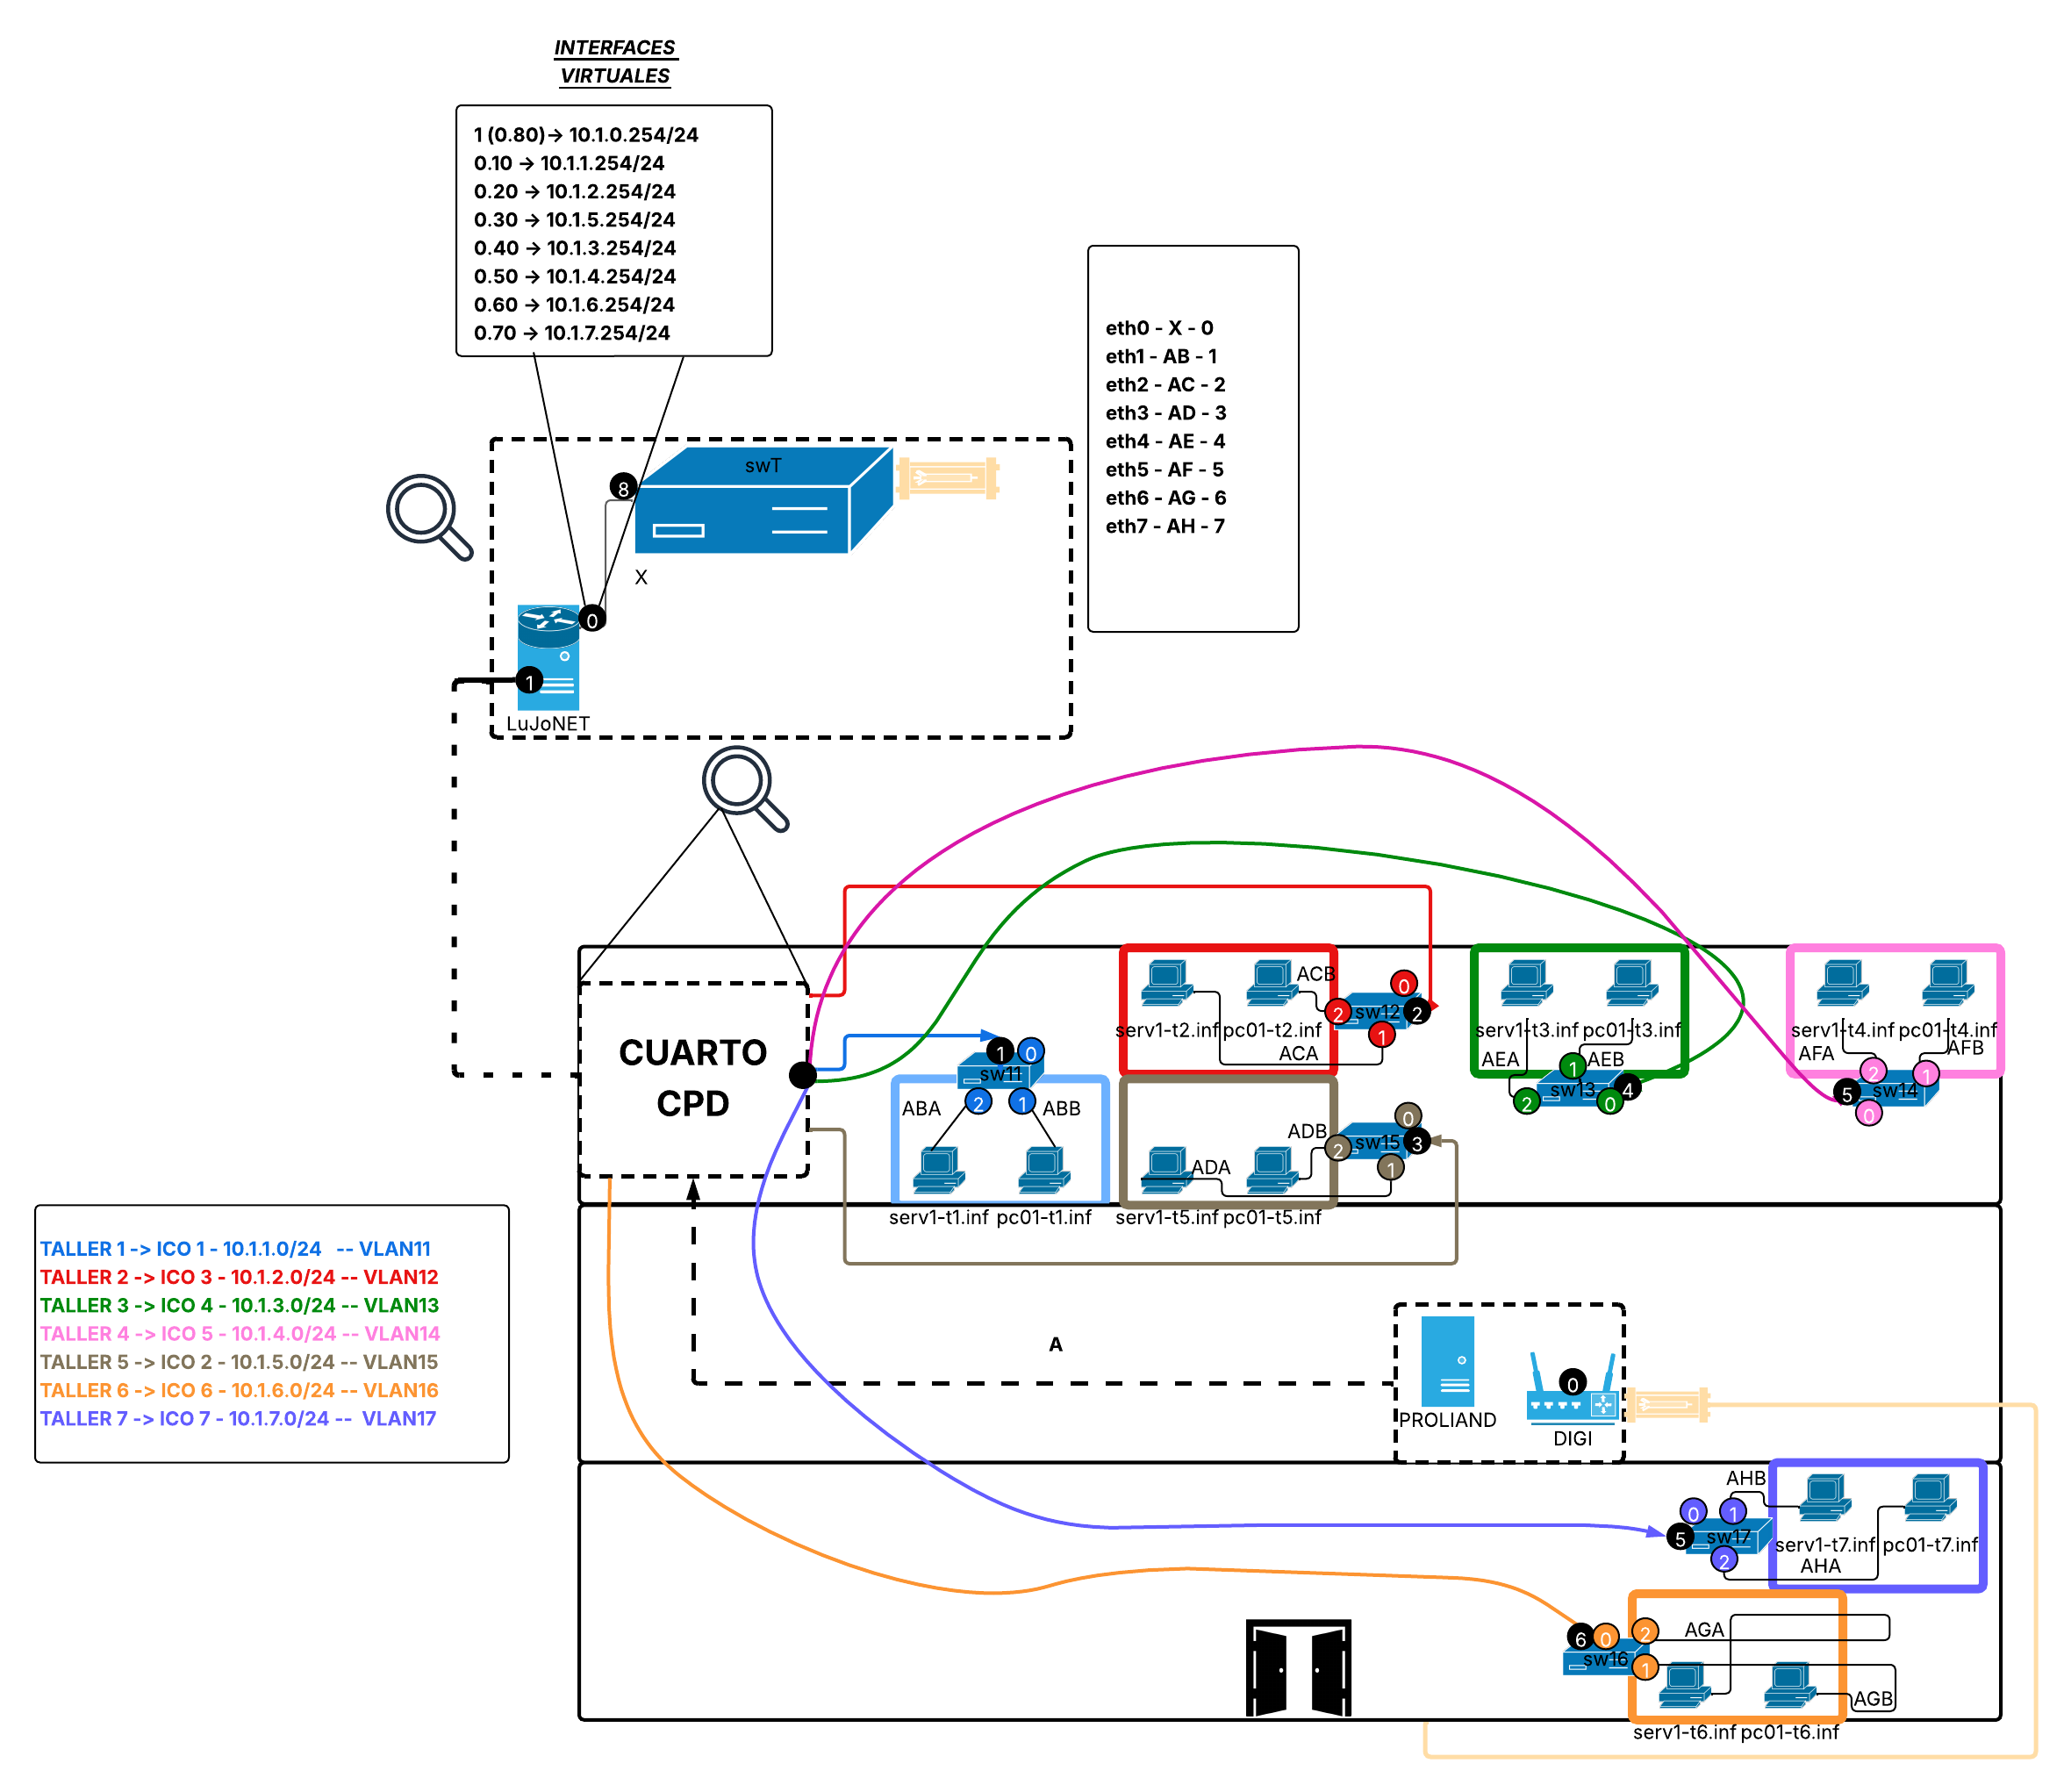 INTERFACES
VIRTUALES
1 (0.80)→ 10.1.0.254/24
0.10 → 10.1.1.254/24
0.20 → 10.1.2.254/24
0.30 → 10.1.5.254/24
0.40 → 10.1.3.254/24
0.50 → 10.1.4.254/24
0.60 → 10.1.6.254/24
0.70 → 10.1.7.254/24
eth0 - X - 0
eth1 - AB - 1
eth2 - AC - 2
eth3 - AD - 3
eth4 - AE - 4
eth5 - AF - 5
eth6 - AG - 6
eth7 - AH - 7
swT
8
X
0
1
LuJoNET
CUARTO
CPD
1
0
sw11
2
1
ABA
ABB
serv1-t1.inf
pc01-t1.inf
ACB
0
2
sw12
2
1
serv1-t2.inf
pc01-t2.inf
ACA
serv1-t3.inf
pc01-t3.inf
AEA
1
AEB
sw13
4
2
0
serv1-t4.inf
pc01-t4.inf
AFA
AFB
2
1
5
sw14
0
ADB
0
2
sw15
3
1
ADA
serv1-t5.inf
pc01-t5.inf
TALLER 1 -> ICO 1 - 10.1.1.0/24 -- VLAN11
TALLER 2 -> ICO 3 - 10.1.2.0/24 -- VLAN12
TALLER 3 -> ICO 4 - 10.1.3.0/24 -- VLAN13
TALLER 4 -> ICO 5 - 10.1.4.0/24 -- VLAN14
TALLER 5 -> ICO 2 - 10.1.5.0/24 -- VLAN15
TALLER 6 -> ICO 6 - 10.1.6.0/24 -- VLAN16
TALLER 7 -> ICO 7 - 10.1.7.0/24 -- VLAN17
A
0
PROLIAND
DIGI
AHB
0
1
5
sw17
2
serv1-t7.inf
pc01-t7.inf
AHA
6
0
2
AGA
sw16
1
AGB
serv1-t6.inf
pc01-t6.inf